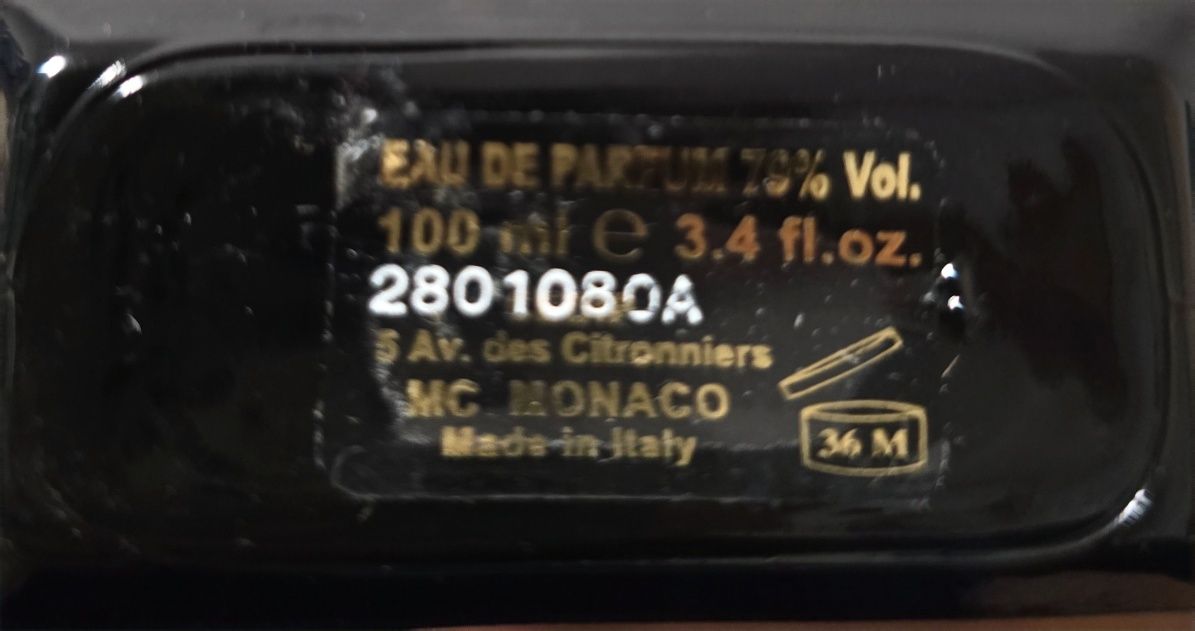 EAU DE PARFUM 79% Vol.
100 ml e 3.4 fl.oz.
2801080A
5 Av. des Citronniers
MC MONACO
Made in Italy
36 M